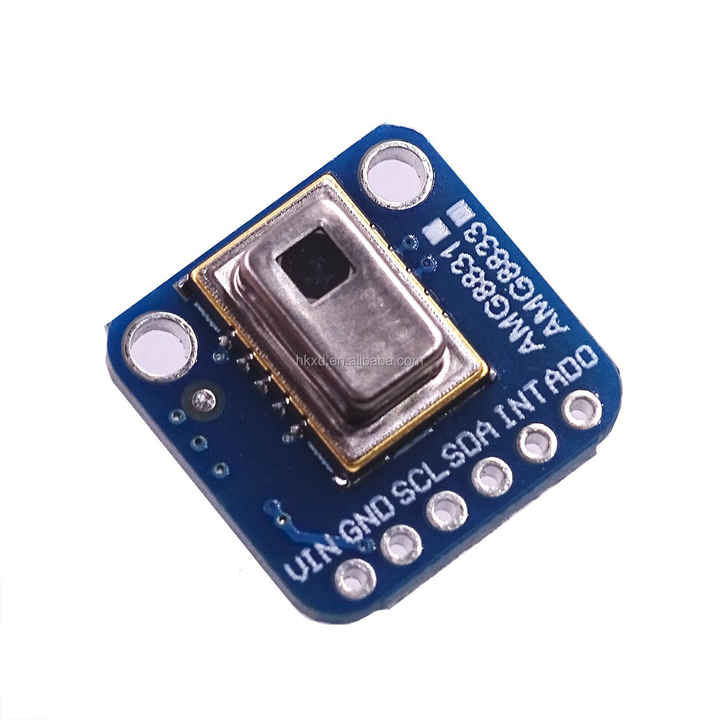 AMG8831
AMG8833
hkxd.en.alibaba.com
VIN GND SCL SDA INT ADO